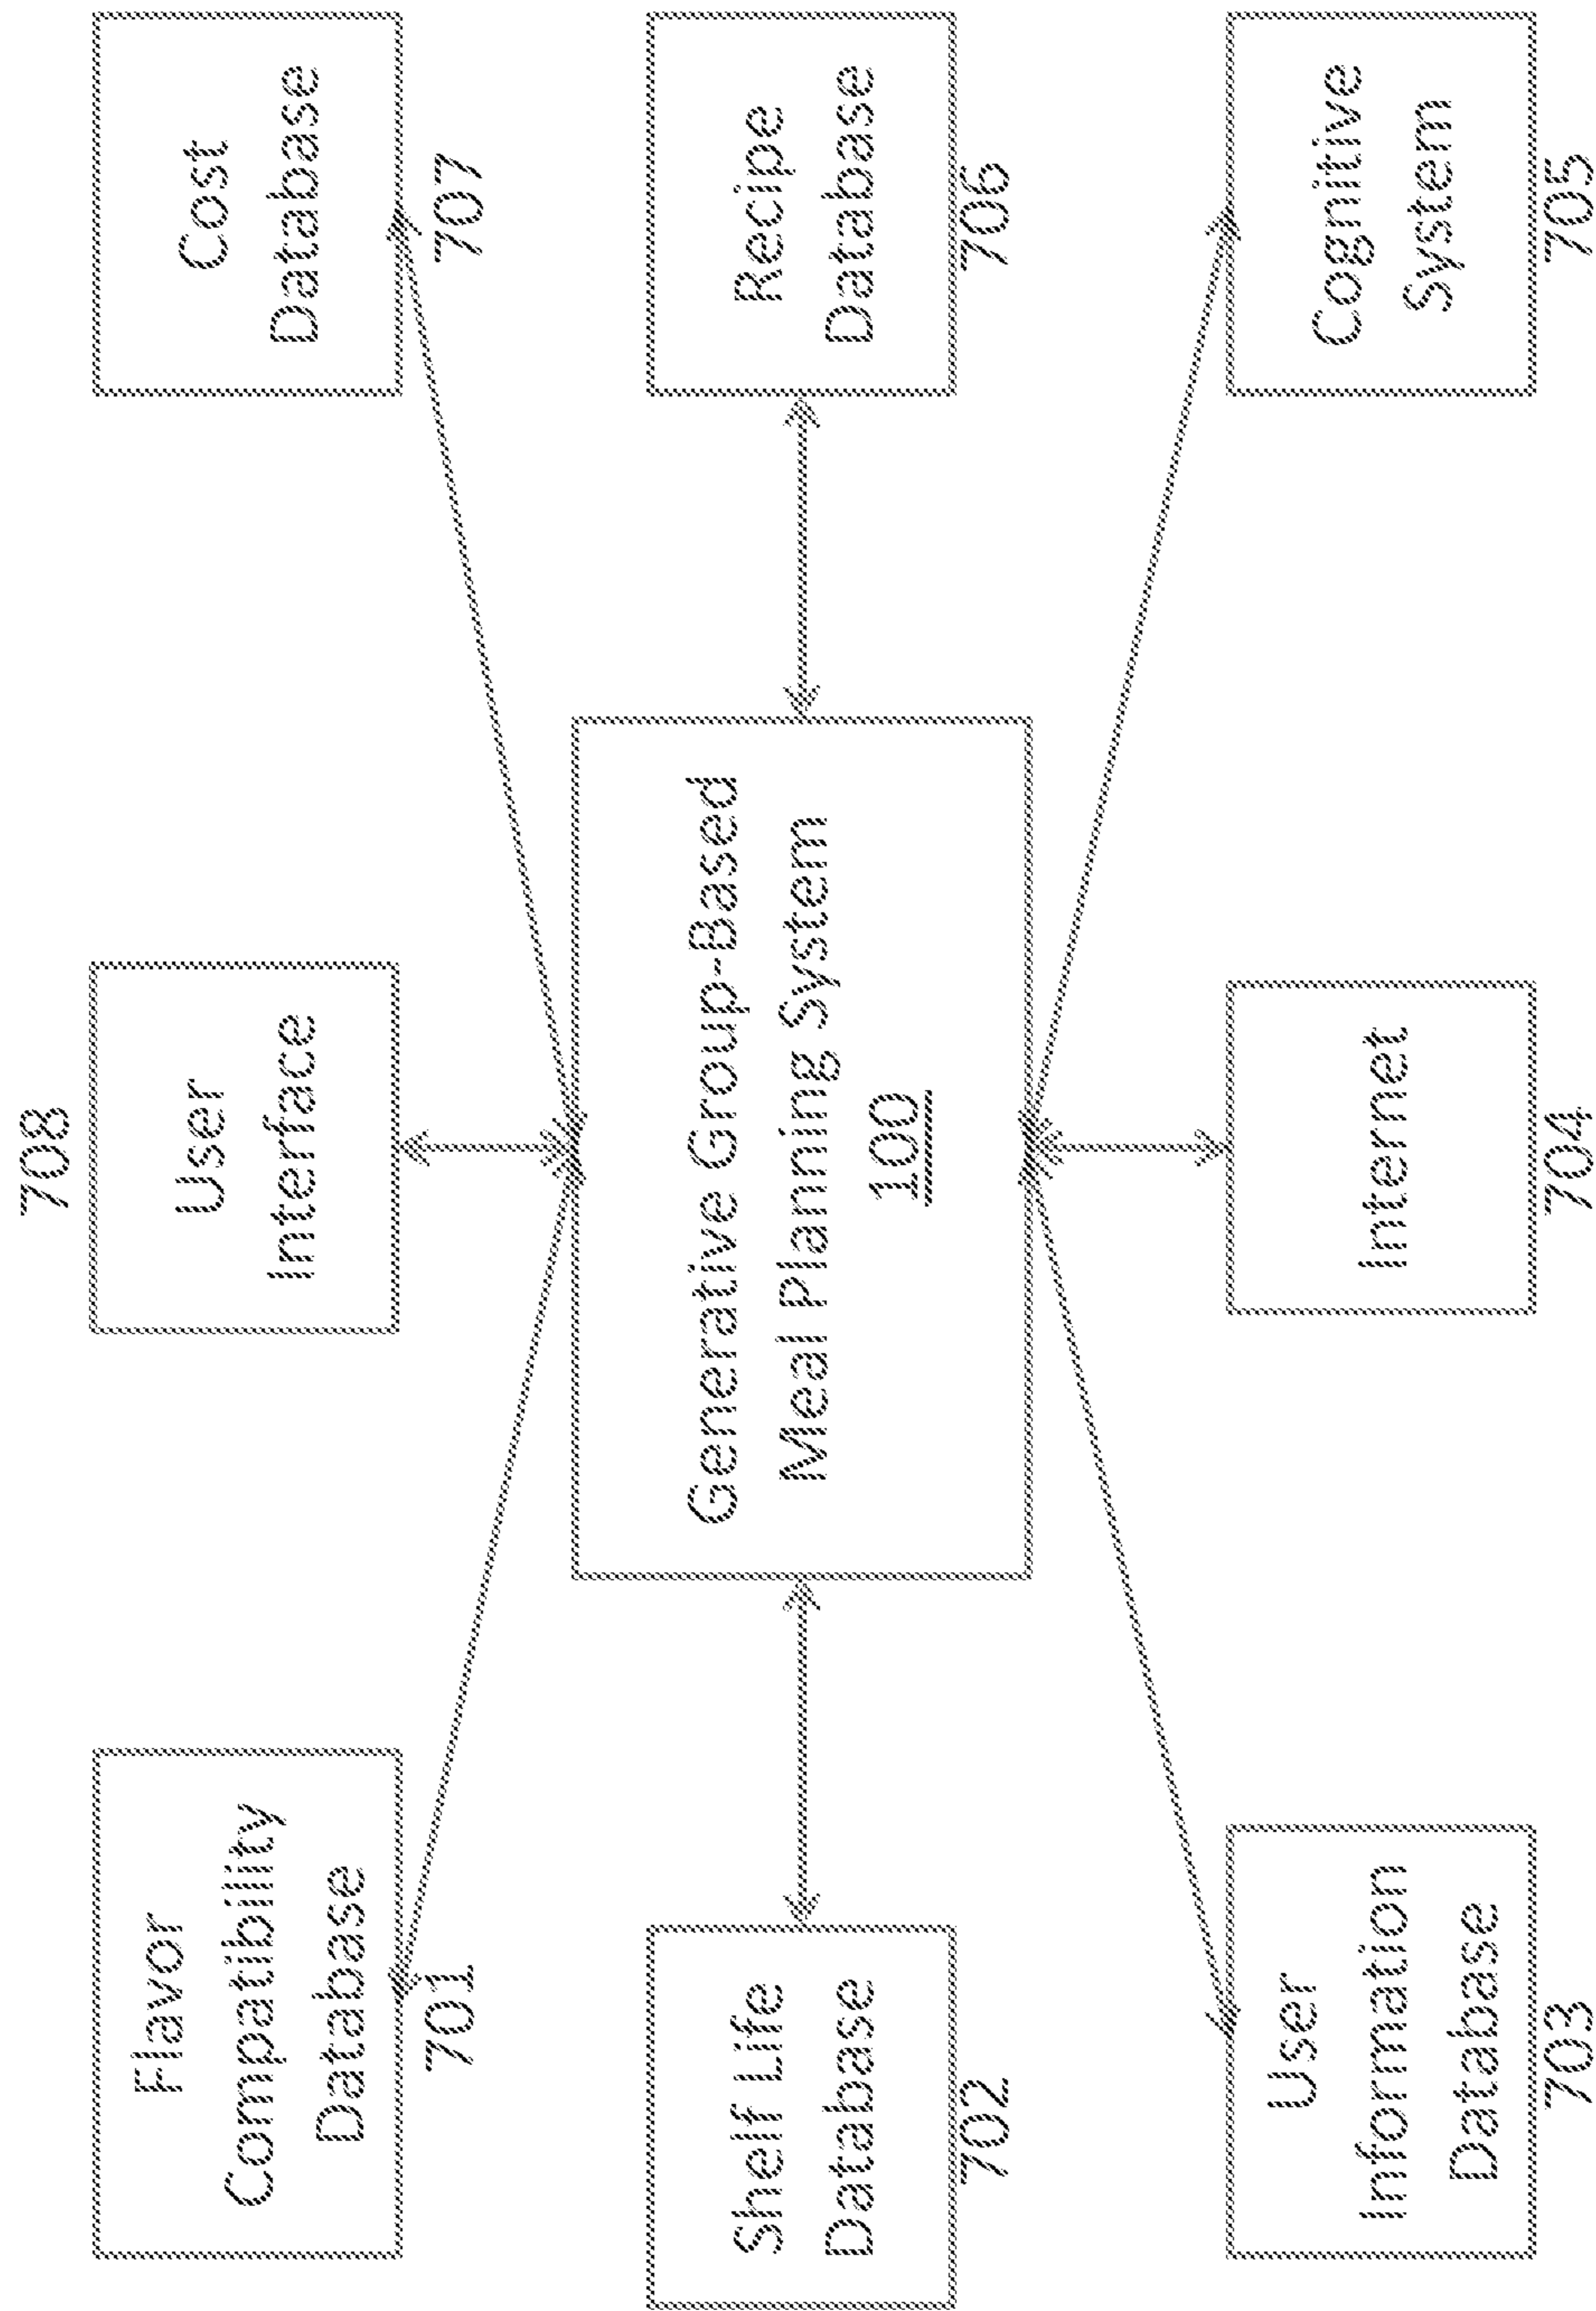 708
Flavor
Compatibility
Database
701
User
Interface
Cost
Database
707
Shelf Life
Database
702
Generative Group-Based
Meal Planning System
100
Recipe
Database
706
User
Information
Database
703
Internet
704
Cognitive
System
705